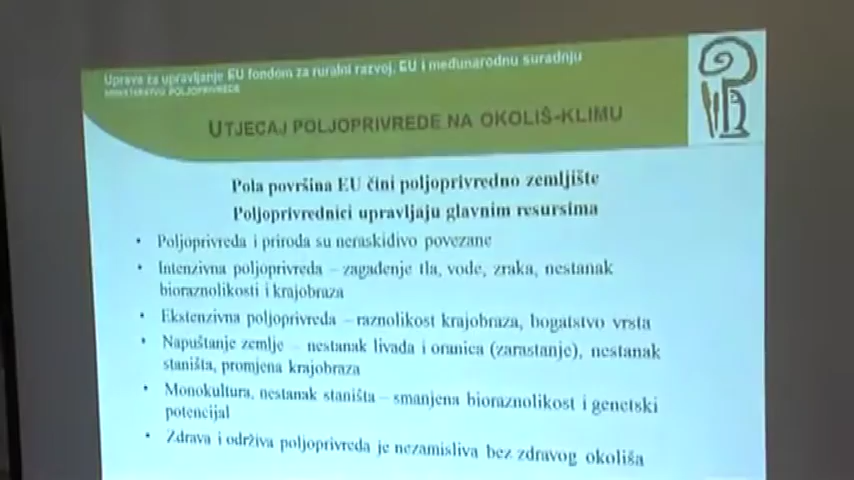 Uprava za upravljanje EU fondom za ruralni razvoj, EU i međunarodnu suradnju
MINISTARSTVO POLJOPRIVREDE
UTJECAJ POLJOPRIVREDE NA OKOLIŠ-KLIMU
Pola površina EU čini poljoprivredno zemljište
Poljoprivrednici upravljaju glavnim resursima
• Poljoprivreda i priroda su neraskidivo povezane
• Intenzivna poljoprivreda – zagađenje tla, vode, zraka, nestanak
bioraznolikosti i krajobraza
• Ekstenzivna poljoprivreda – raznolikost krajobraza, bogatstvo vrsta
• Napuštanje zemlje – nestanak livada i oranica (zarastanje), nestanak
staništa, promjena krajobraza
• Monokultura, nestanak staništa – smanjena bioraznolikost i genetski
potencijal
• Zdrava i održiva poljoprivreda je nezamisliva bez zdravog okoliša